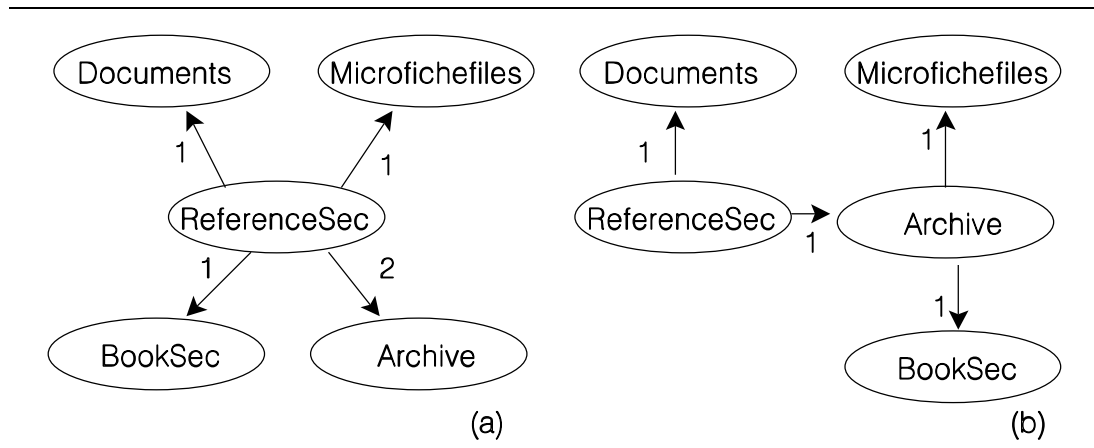 Documents
Microfichefiles
1
1
ReferenceSec
1
2
BookSec
Archive
(a)
Documents
Microfichefiles
1
1
ReferenceSec
1
Archive
1
BookSec
(b)